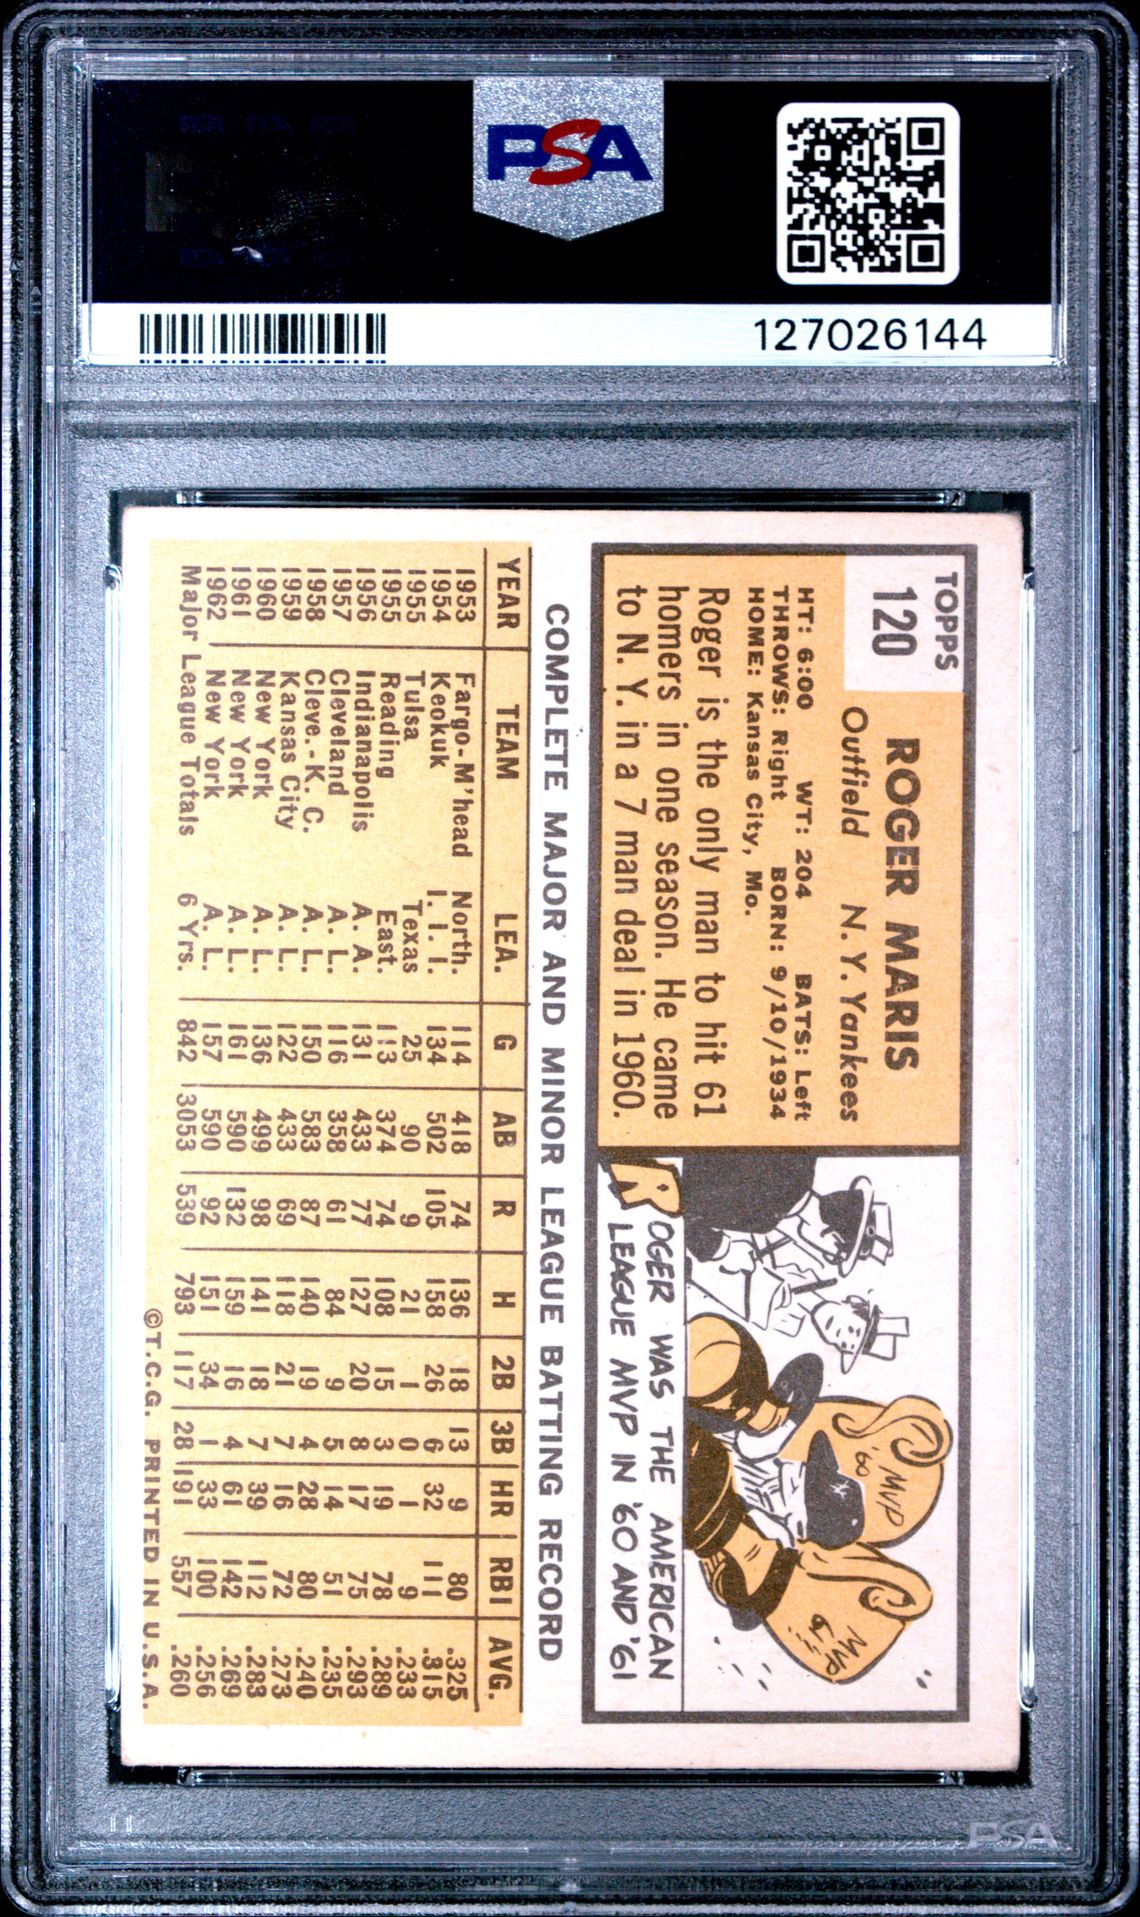 PSA
127026144
TOPPS
120
ROGER MARIS
Outfield N. Y. Yankees
HT: 6:00 WT: 204 BATS: Left
THROWS: Right BORN: 9/10/1934
HOME: Kansas City, Mo.
Roger is the only man to hit 61
homers in one season. He came
to N. Y. in a 7 man deal in 1960.
MVP
'60
MVP
ROGER WAS THE AMERICAN
LEAGUE MVP IN '60 AND '61
COMPLETE MAJOR AND MINOR LEAGUE BATTING RECORD
YEAR TEAM LEA. G AB R H 2B 3B HR RBI AVG.
1953 Fargo-M'head North. 114 418 74 136 18 13 9 80 .325
1954 Keokuk I. I. I. 134 502 105 158 26 6 32 111 .315
1955 Tulsa Texas 25 90 9 21 1 0 1 9 .233
1955 Reading East. 113 374 74 108 15 3 19 78 .289
1956 Indianapolis A. A. 131 433 77 127 20 8 17 75 .293
1957 Cleveland A. L. 116 358 61 84 9 5 14 51 .235
1958 Cleve.-K. C. A. L. 150 583 87 140 19 4 28 80 .240
1959 Kansas City A. L. 122 433 69 118 21 7 16 72 .273
1960 New York A. L. 136 499 98 141 18 7 39 112 .283
1961 New York A. L. 161 590 132 159 16 4 61 142 .269
1962 New York A. L. 157 590 92 151 34 1 33 100 .256
Major League Totals 6 Yrs. 842 3053 539 793 117 28 191 557 .260
©T.C.G. PRINTED IN U.S.A.
PSA